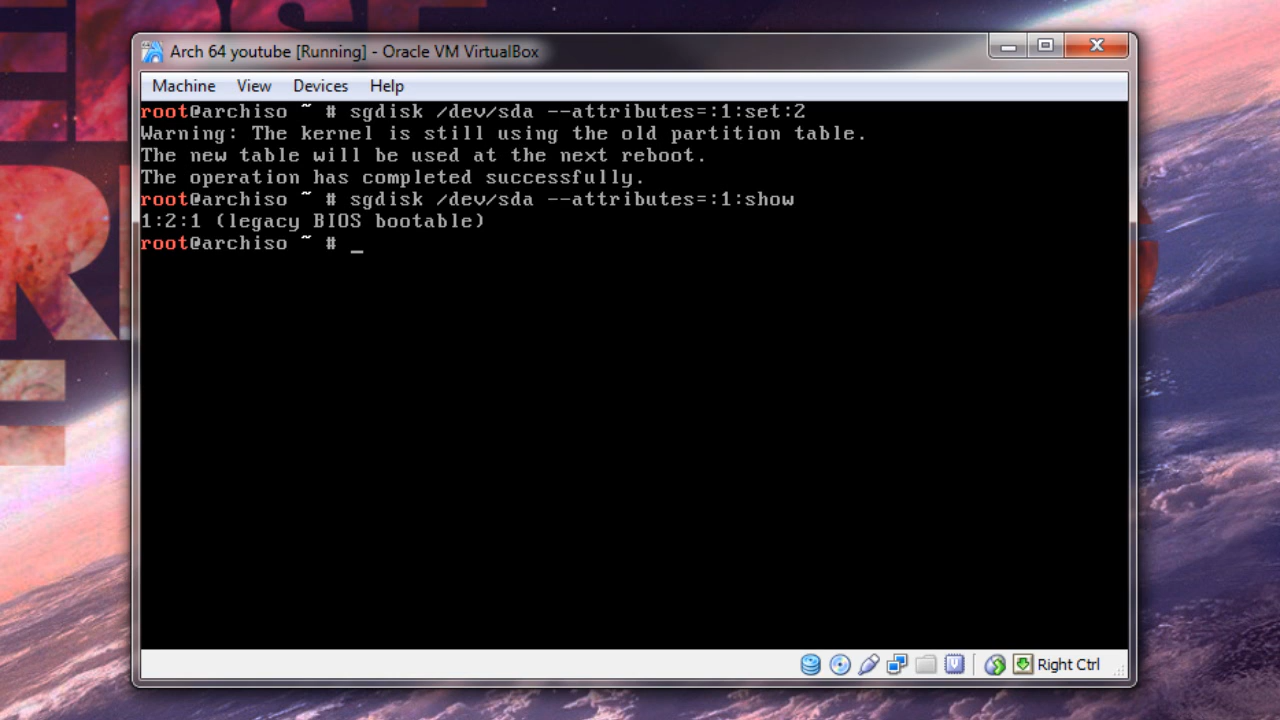 Arch 64 youtube [Running] - Oracle VM VirtualBox
Machine View Devices Help
root@archiso ~ # sgdisk /dev/sda --attributes=:1:set:2
Warning: The kernel is still using the old partition table.
The new table will be used at the next reboot.
The operation has completed successfully.
root@archiso ~ # sgdisk /dev/sda --attributes=:1:show
1:2:1 (legacy BIOS bootable)
root@archiso ~ # _
Right Ctrl